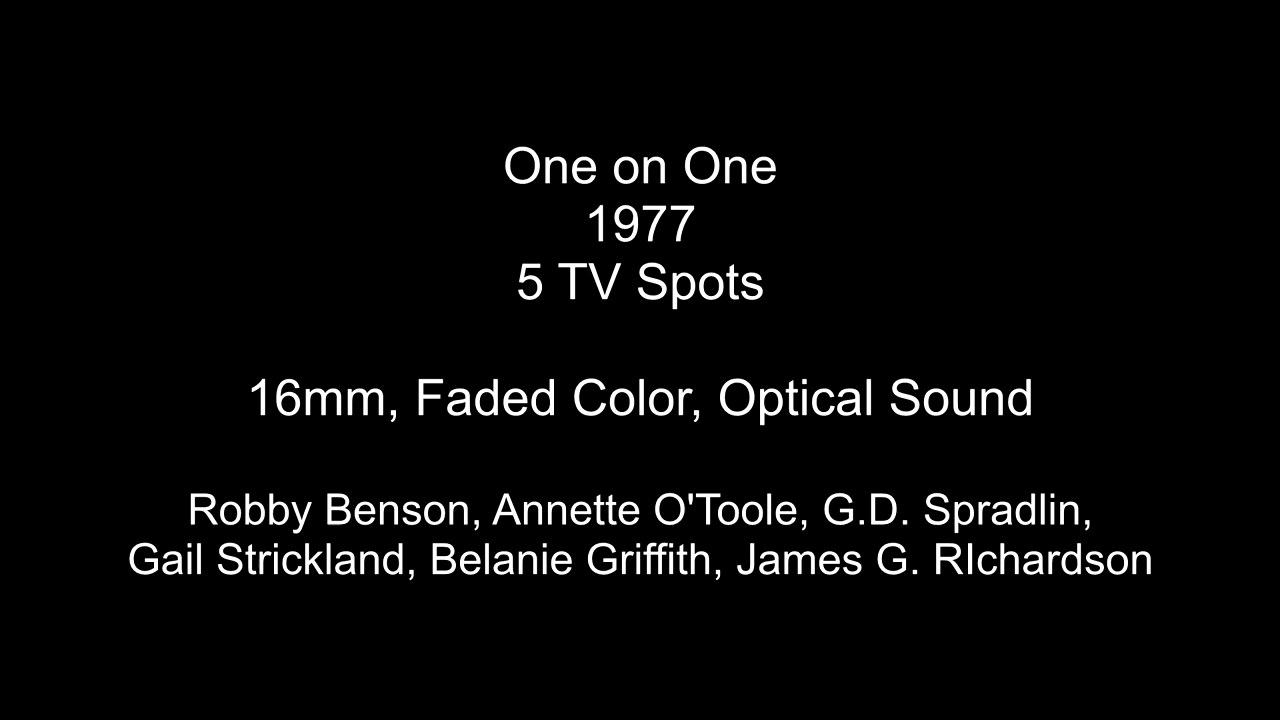 One on One
1977
5 TV Spots
16mm, Faded Color, Optical Sound
Robby Benson, Annette O'Toole, G.D. Spradlin,
Gail Strickland, Belanie Griffith, James G. RIchardson